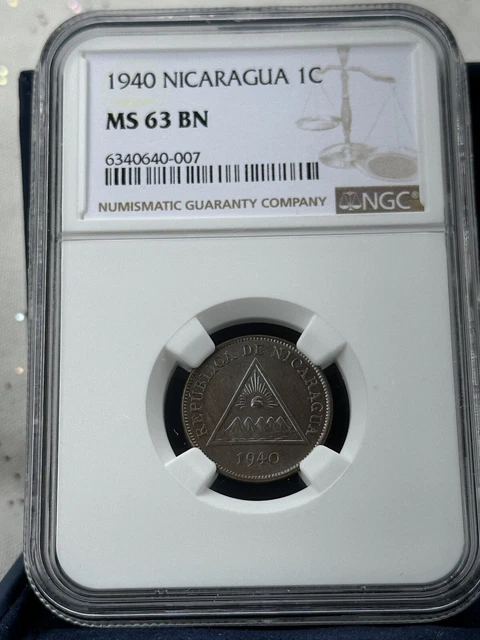 1940 NICARAGUA 1C
MS 63 BN
6340640-007
NUMISMATIC GUARANTY COMPANY
NGC®
REPUBLICA DE NICARAGUA
1940